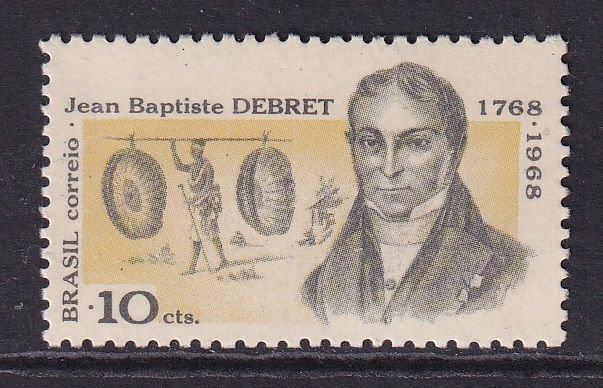 Jean Baptiste DEBRET
1768 · 1968
BRASIL correio ·
· 10 cts.